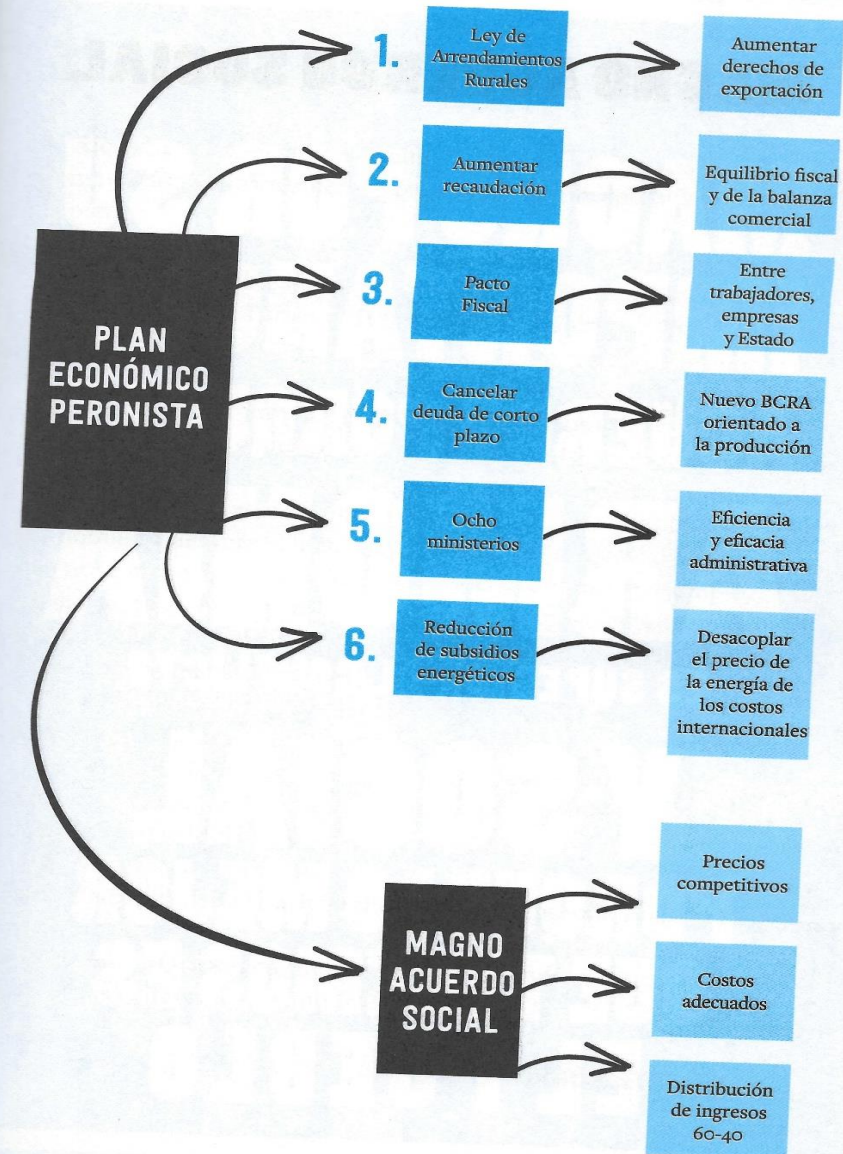 1.
Ley de
Arrendamientos
Rurales
Aumentar
derechos de
exportación
2.
Aumentar
recaudación
Equilibrio fiscal
y de la balanza
comercial
3.
Pacto
Fiscal
Entre
trabajadores,
empresas
y Estado
PLAN
ECONÓMICO
PERONISTA
4.
Cancelar
deuda de corto
plazo
Nuevo BCRA
orientado a
la producción
5.
Ocho
ministerios
Eficiencia
y eficacia
administrativa
6.
Reducción
de subsidios
energéticos
Desacoplar
el precio de
la energía de
los costos
internacionales
MAGNO
ACUERDO
SOCIAL
Precios
competitivos
Costos
adecuados
Distribución
de ingresos
60-40